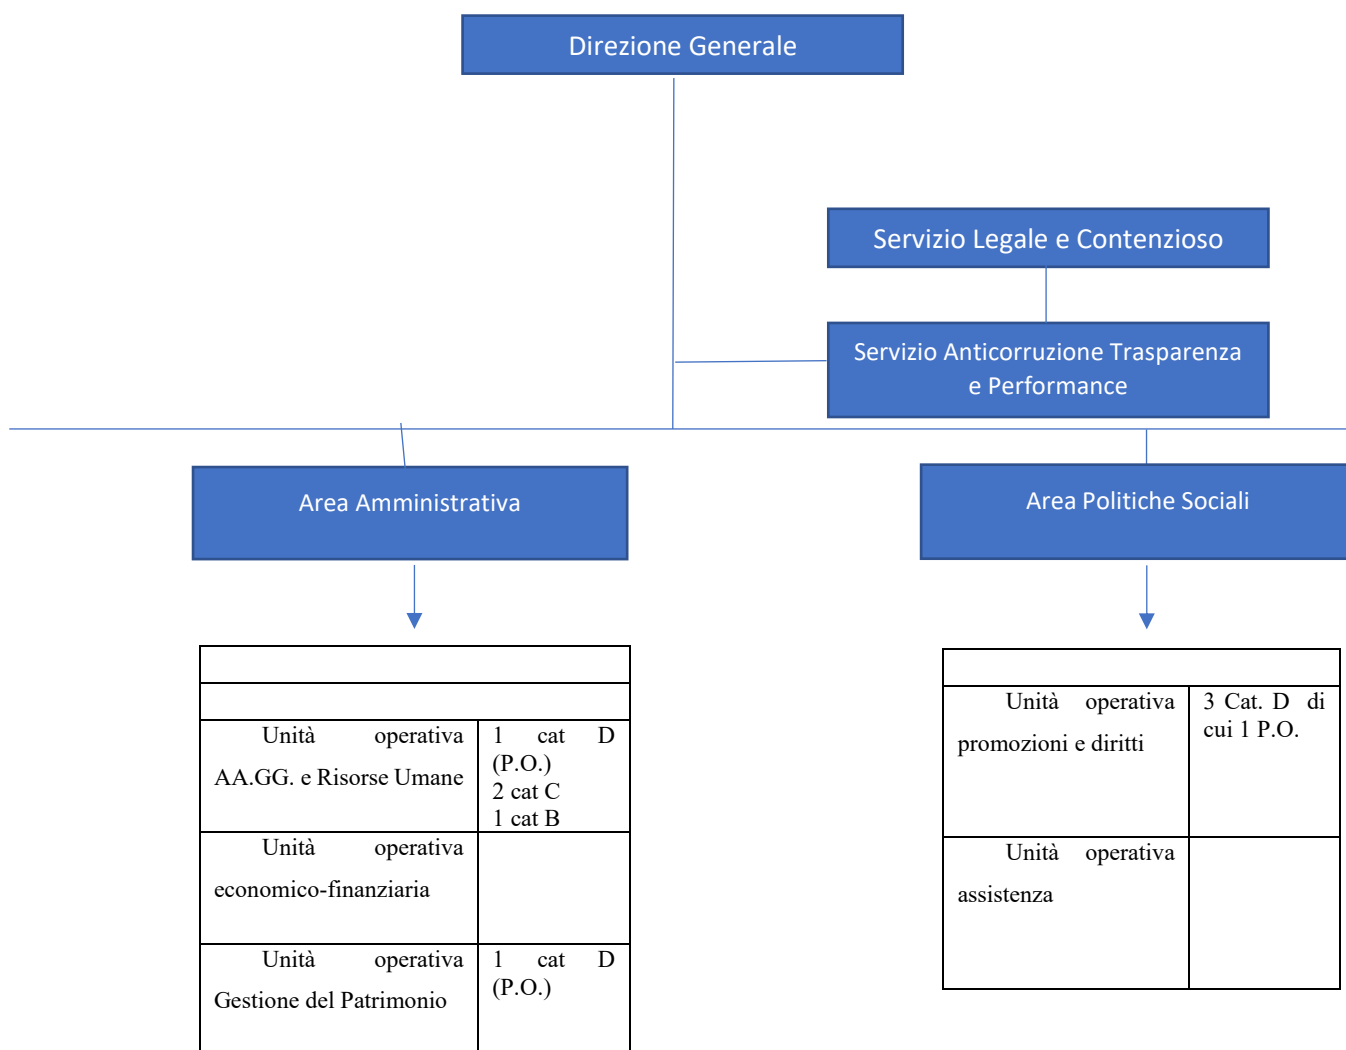 Direzione Generale
Servizio Legale e Contenzioso
Servizio Anticorruzione Trasparenza
e Performance
Area Amministrativa
Area Politiche Sociali
Unità operativa
AA.GG. e Risorse Umane
1 cat D
(P.O.)
2 cat C
1 cat B
Unità operativa
economico-finanziaria
Unità operativa
Gestione del Patrimonio
1 cat D
(P.O.)
Unità operativa
promozioni e diritti
3 Cat. D di
cui 1 P.O.
Unità operativa
assistenza